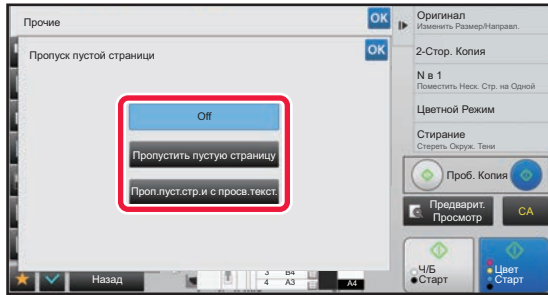 Прочие
OK
Пропуск пустой страницы
OK
Off
Пропустить пустую страницу
Проп.пуст.стр.и с просв.текст.
Назад
3 B4
4 A3
A4
Оригинал
Изменить Размер/Направл.
2-Стор. Копия
N в 1
Поместить Неск. Стр. на Одной
Цветной Режим
Стирание
Стереть Окруж. Тени
Проб. Копия
Предварит.
Просмотр
CA
Ч/Б
Старт
Цвет
Старт